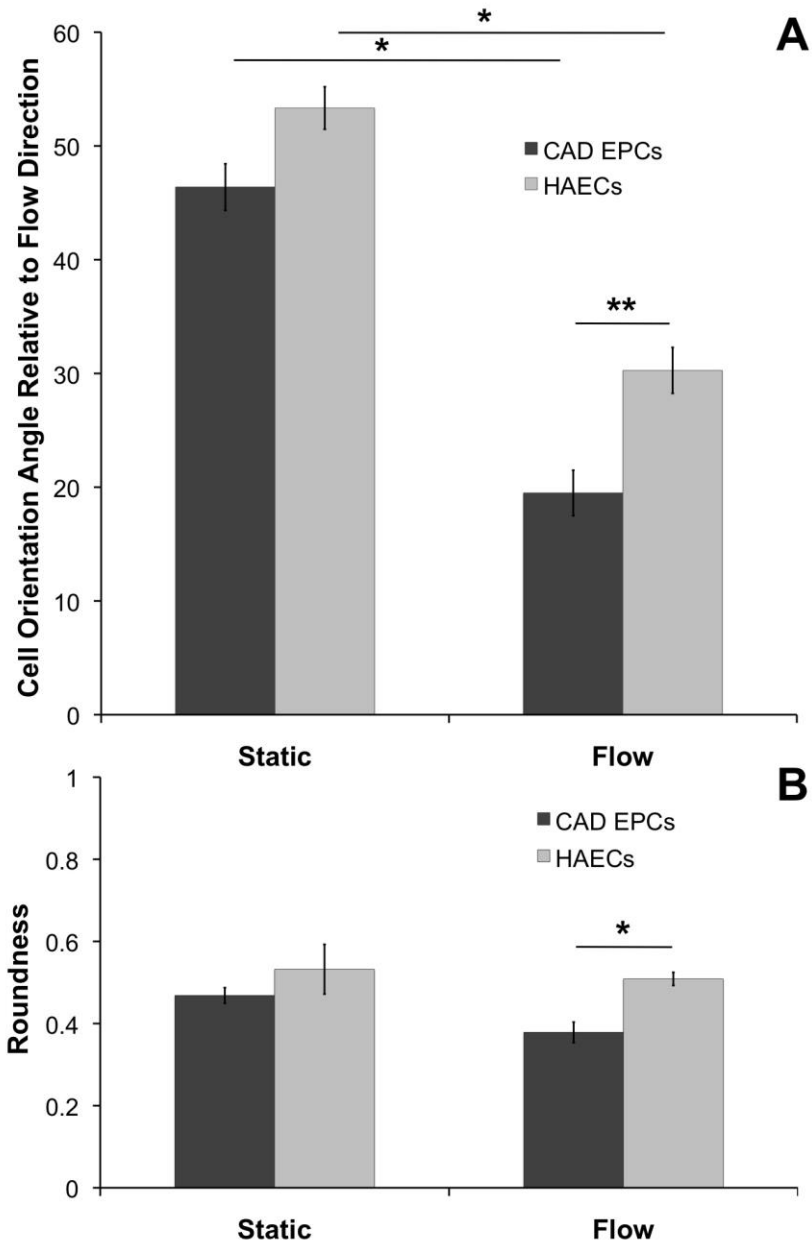 *
*
A
60
50
40
30
20
10
0
Cell Orientation Angle Relative to Flow Direction
CAD EPCs
HAECs
**
Static
Flow
B
1
0.8
0.6
0.4
0.2
0
Roundness
CAD EPCs
HAECs
*
Static
Flow